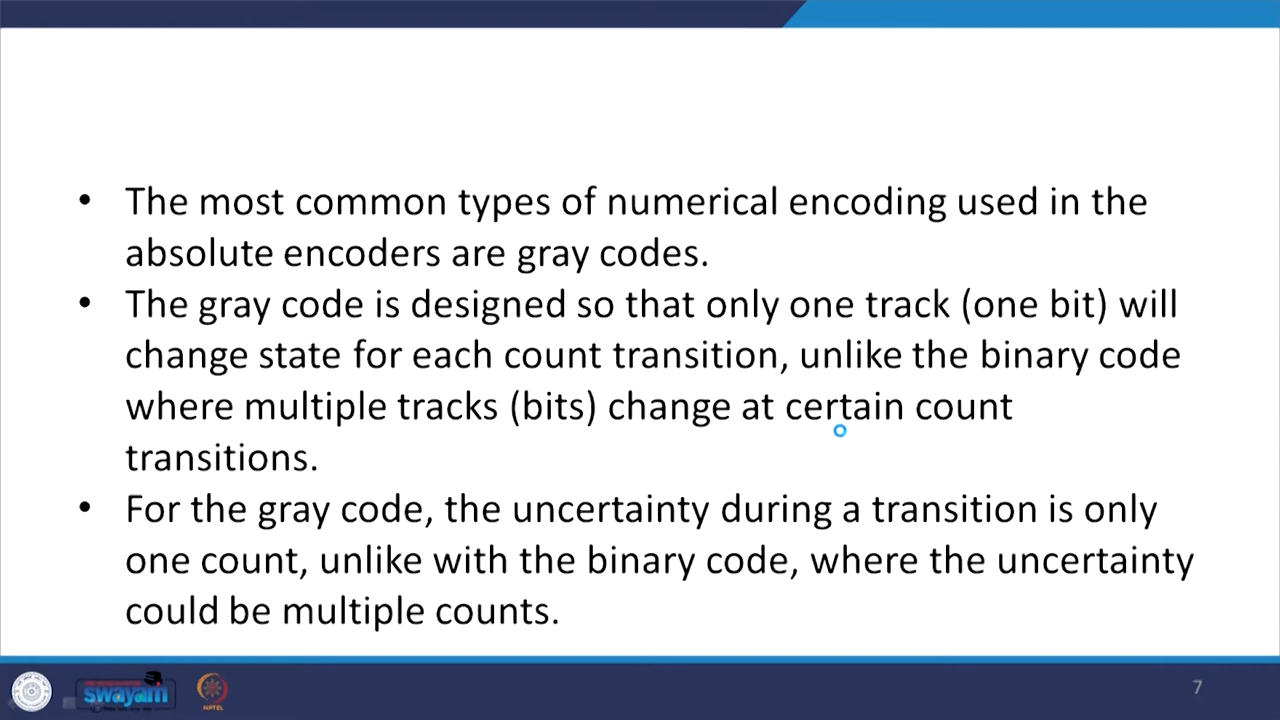 • The most common types of numerical encoding used in the
absolute encoders are gray codes.
• The gray code is designed so that only one track (one bit) will
change state for each count transition, unlike the binary code
where multiple tracks (bits) change at certain count
transitions.
• For the gray code, the uncertainty during a transition is only
one count, unlike with the binary code, where the uncertainty
could be multiple counts.
swayam
NPTEL
7